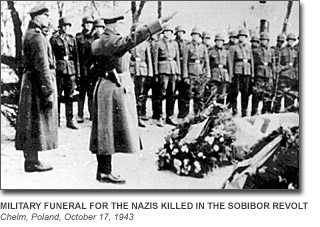 MILITARY FUNERAL FOR THE NAZIS KILLED IN THE SOBIBOR REVOLT
Chelm, Poland, October 17, 1943